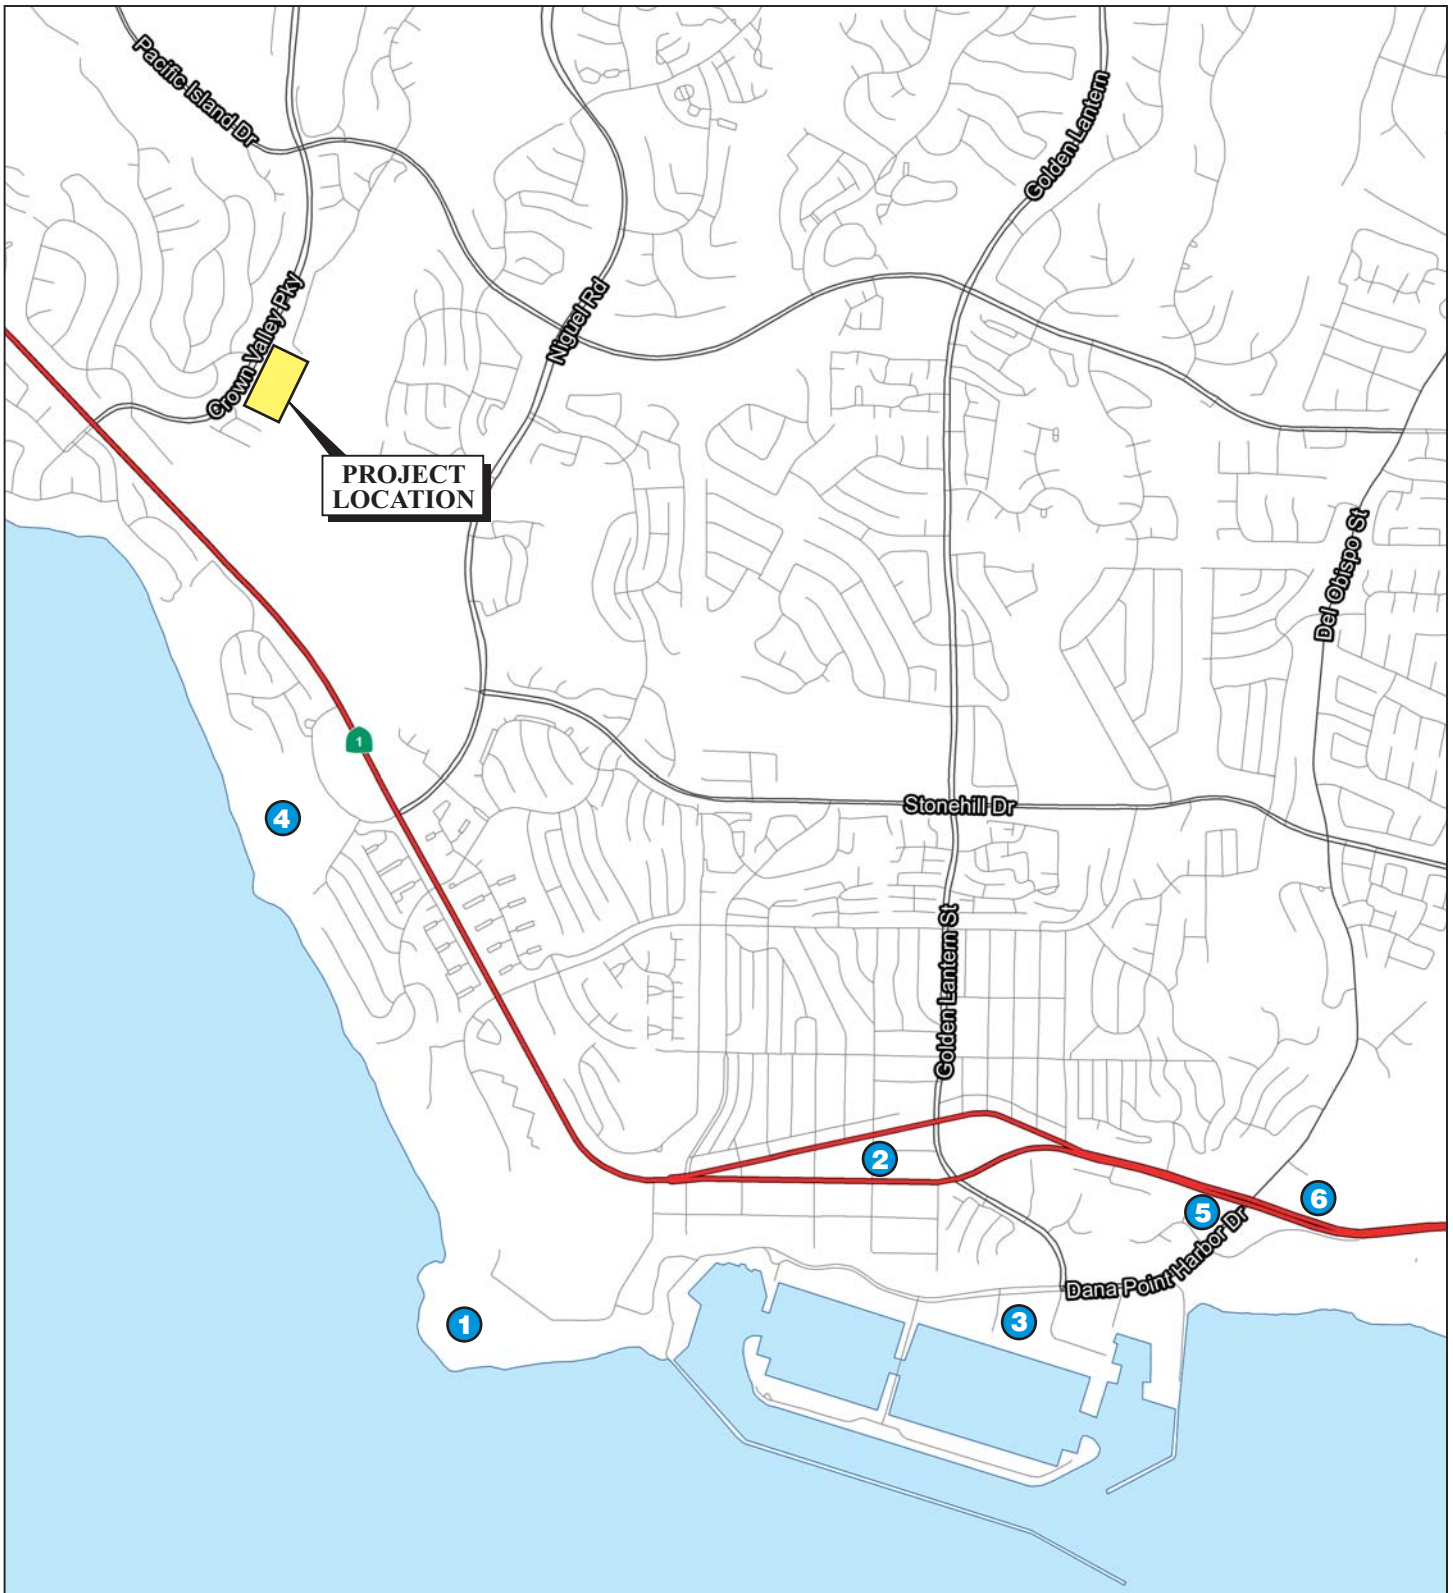 Pacific Island Dr
Golden Lantern
Crown Valley Pky
Niguel Rd
PROJECT
LOCATION
Del Obispo St
1
4
Stonehill Dr
Golden Lantern St
2
6
5
Dana Point Harbor Dr
1
3